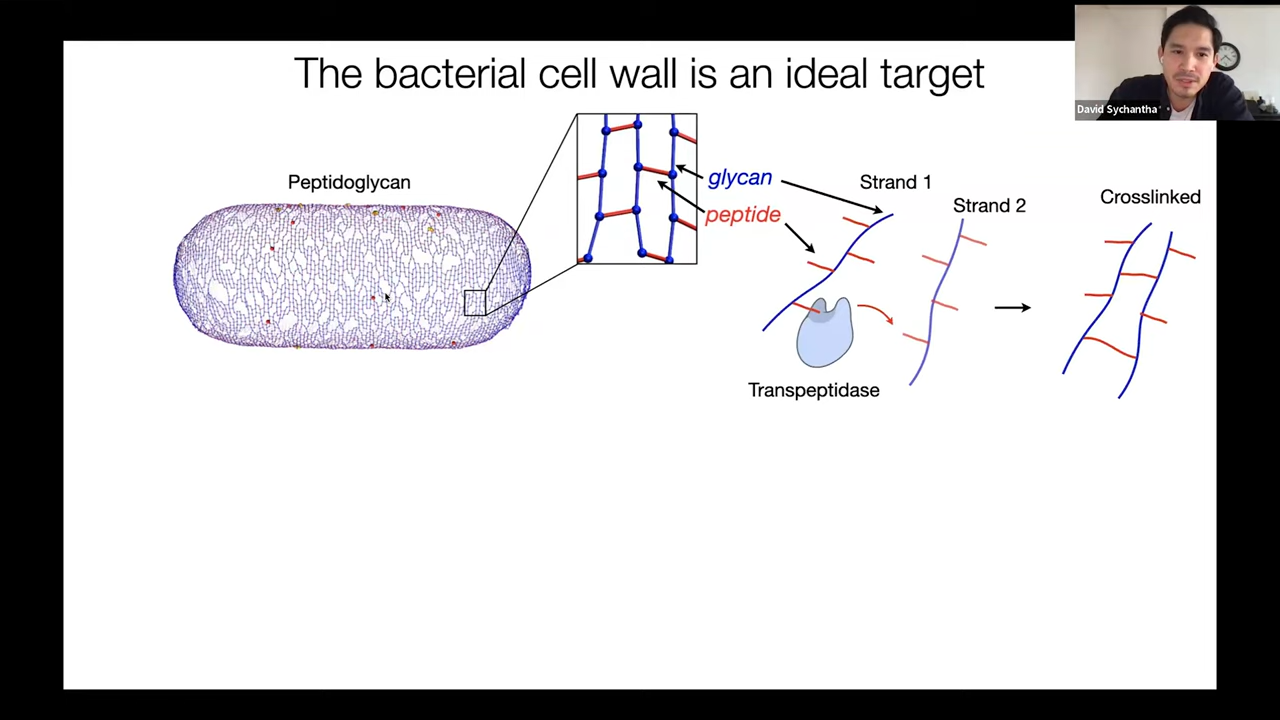 The bacterial cell wall is an ideal target
David Sychantha
Peptidoglycan
glycan
peptide
Strand 1
Strand 2
Crosslinked
Transpeptidase